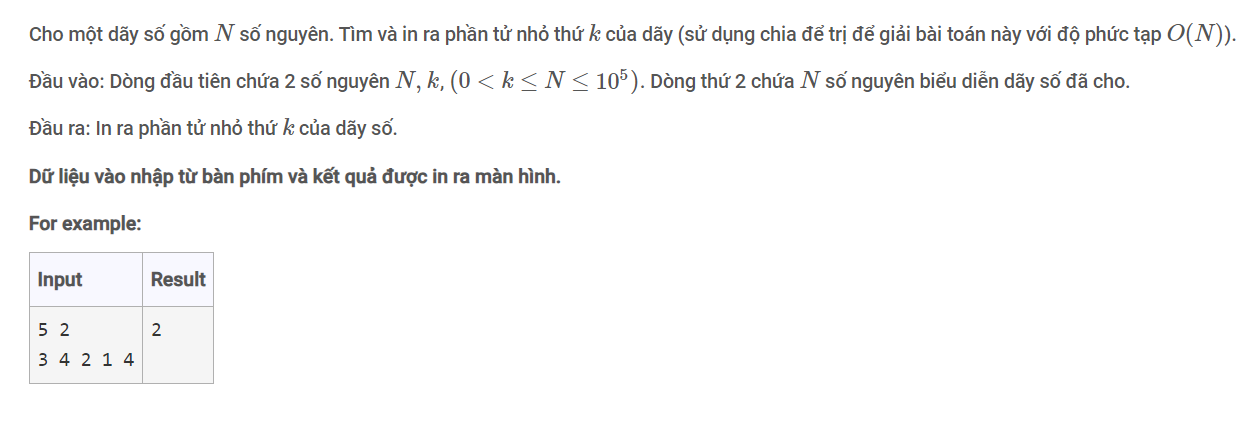 Cho một dãy số gồm N số nguyên. Tìm và in ra phần tử nhỏ thứ k của dãy (sử dụng chia để trị để giải bài toán này với độ phức tạp O(N)).
Đầu vào: Dòng đầu tiên chứa 2 số nguyên N, k, (0 < k ≤ N ≤ 10⁵). Dòng thứ 2 chứa N số nguyên biểu diễn dãy số đã cho.
Đầu ra: In ra phần tử nhỏ thứ k của dãy số.
Dữ liệu vào nhập từ bàn phím và kết quả được in ra màn hình.
For example:
Input Result
5 2 2
3 4 2 1 4